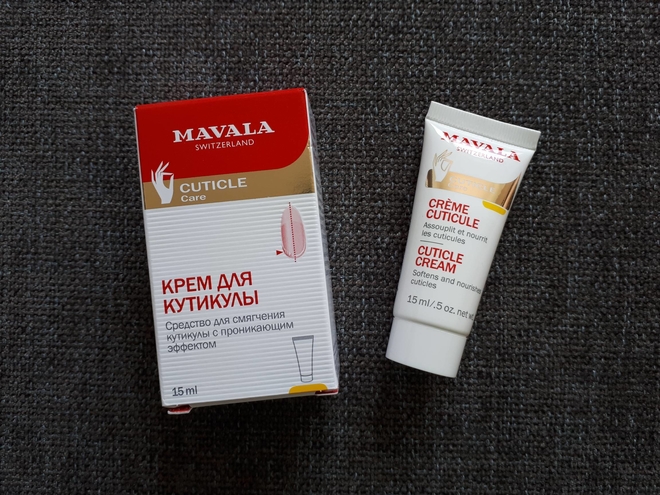 MAVALA
SWITZERLAND
CUTICLE
Care
КРЕМ ДЛЯ
КУТИКУЛЫ
Средство для смягчения
кутикулы с проникающим
эффектом
15 ml
MAVALA
SWITZERLAND
CRÈME
CUTICULE
Assouplit et nourrit
les cuticules
CUTICLE
CREAM
Softens and nourishes
cuticles
15 ml/.5 oz. net